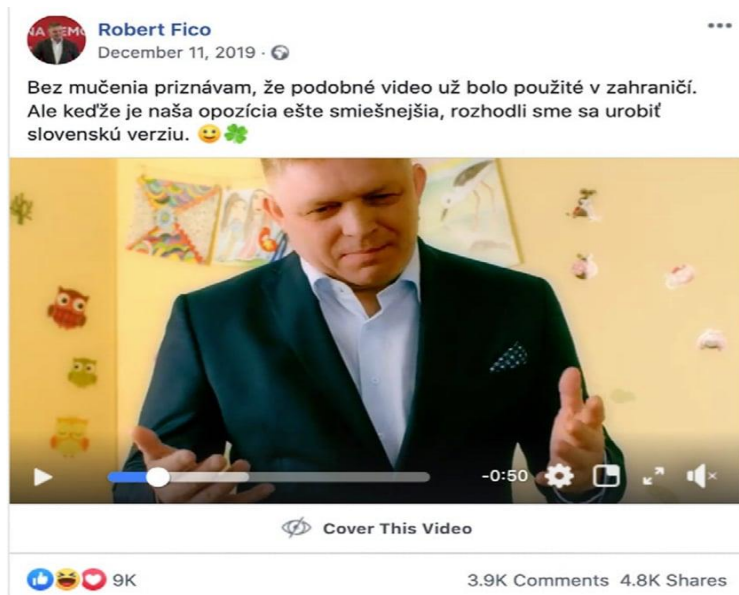 Robert Fico
December 11, 2019 ·
Bez mučenia priznávam, že podobné video už bolo použité v zahraničí.
Ale keďže je naša opozícia ešte smiešnejšia, rozhodli sme sa urobiť
slovenskú verziu.
-0:50
Cover This Video
9K
3.9K Comments 4.8K Shares